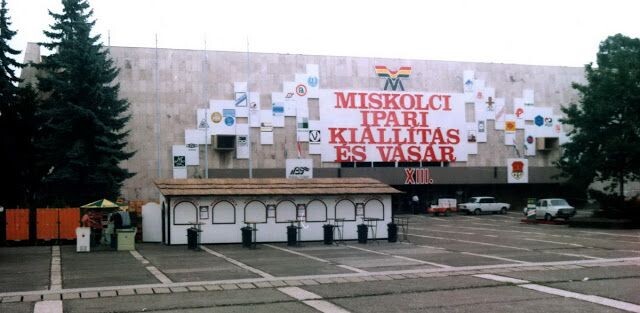 MISKOLCI
IPARI
KIÁLLÍTÁS
ÉS VÁSÁR
XIII.